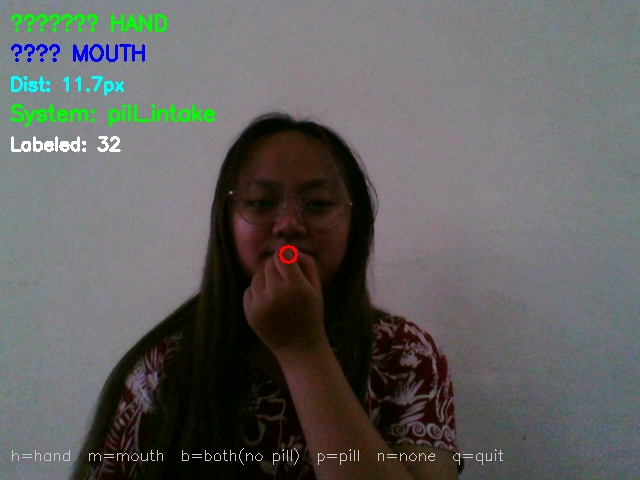 ??????? HAND
???? MOUTH
Dist: 11.7px
System: pill_intake
Labeled: 32
h=hand m=mouth b=both(no pill) p=pill n=none q=quit